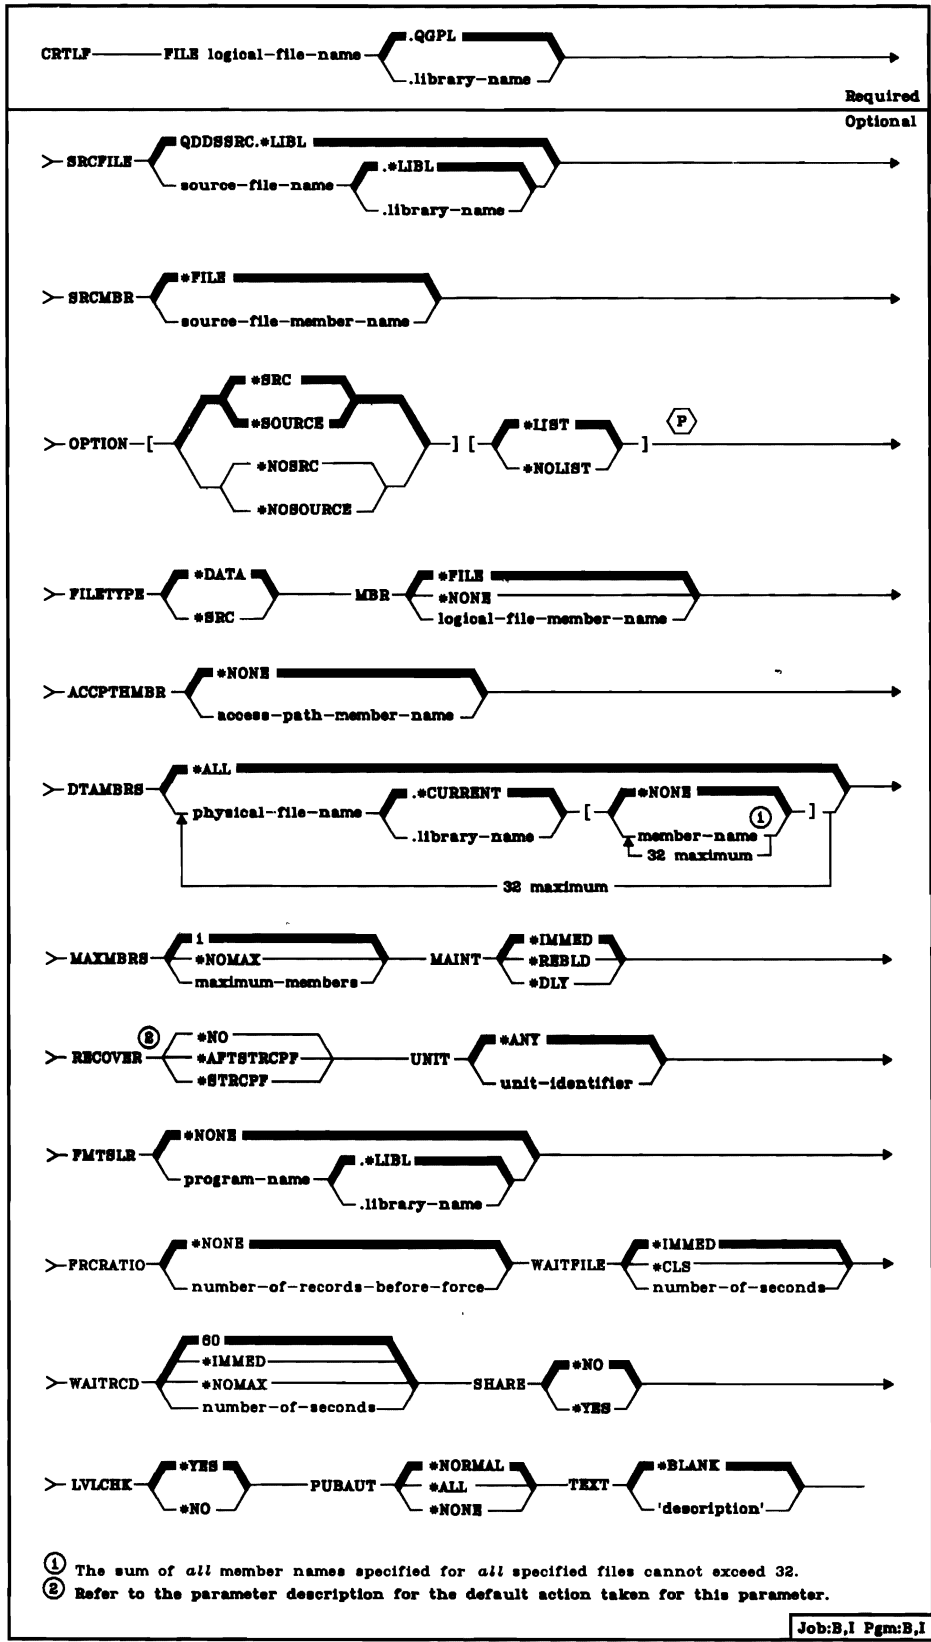 .QGPL
CRTLF FILE logical-file-name
.library-name
Required
Optional
QDDSSRC.*LIBL
SRCFILE
.*LIBL
source-file-name
.library-name
*FILE
SRCMBR
source-file-member-name
*SRC
*SOURCE *LIST P
OPTION [ ] [ ]
*NOSRC *NOLIST
*NOSOURCE
*DATA *FILE
FILETYPE MBR *NONE
*SRC logical-file-member-name
*NONE
ACCPTHMBR
access-path-member-name
*ALL
DTAMBRS .*CURRENT *NONE
physical-file-name [ 1 ]
.library-name member-name
32 maximum
32 maximum
1 *IMMED
MAXMBRS *NOMAX MAINT *REBLD
maximum-members *DLY
2 *NO *ANY
RECOVER *AFTSTRCPF UNIT
*STRCPF unit-identifier
*NONE
FMTSLR .*LIBL
program-name
.library-name
*NONE *IMMED
FRCRATIO WAITFILE *CLS
number-of-records-before-force number-of-seconds
60
*IMMED *NO
WAITRCD *NOMAX SHARE
number-of-seconds *YES
*YES *NORMAL *BLANK
LVLCHK PUBAUT *ALL TEXT
*NO *NONE 'description'
1 The sum of all member names specified for all specified files cannot exceed 32.
2 Refer to the parameter description for the default action taken for this parameter.
Job:B,I Pgm:B,I